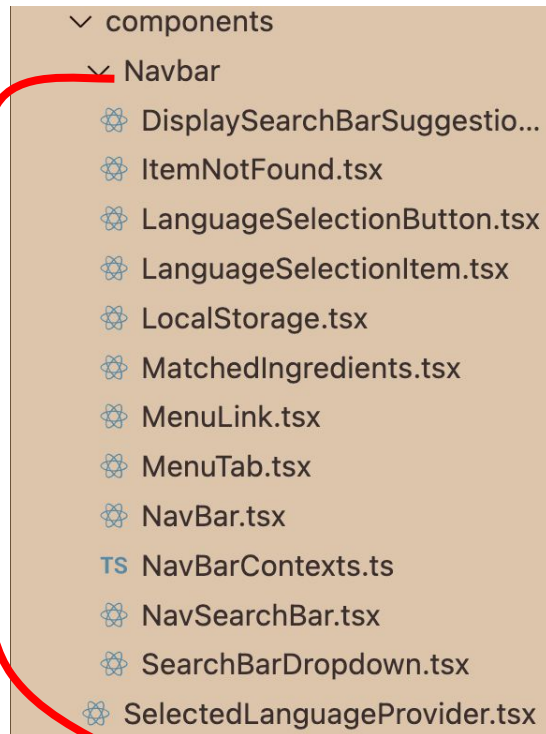 components
Navbar
DisplaySearchBarSuggestio...
ItemNotFound.tsx
LanguageSelectionButton.tsx
LanguageSelectionItem.tsx
LocalStorage.tsx
MatchedIngredients.tsx
MenuLink.tsx
MenuTab.tsx
NavBar.tsx
TS NavBarContexts.ts
NavSearchBar.tsx
SearchBarDropdown.tsx
SelectedLanguageProvider.tsx